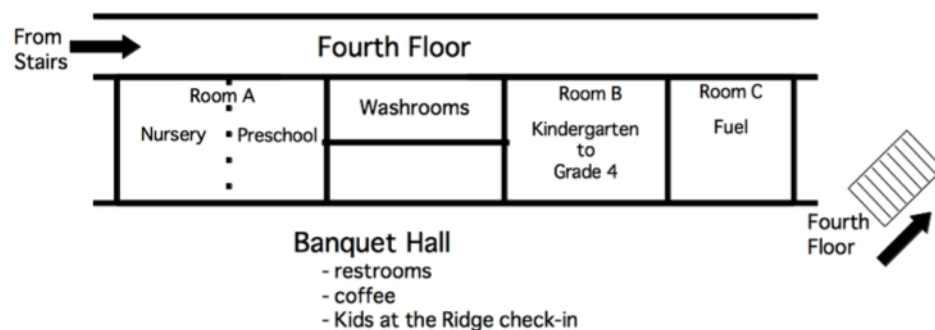 From
Stairs
Fourth Floor
Room A
Nursery
Preschool
Washrooms
Room B
Kindergarten
to
Grade 4
Room C
Fuel
Fourth
Floor
Banquet Hall
- restrooms
- coffee
- Kids at the Ridge check-in